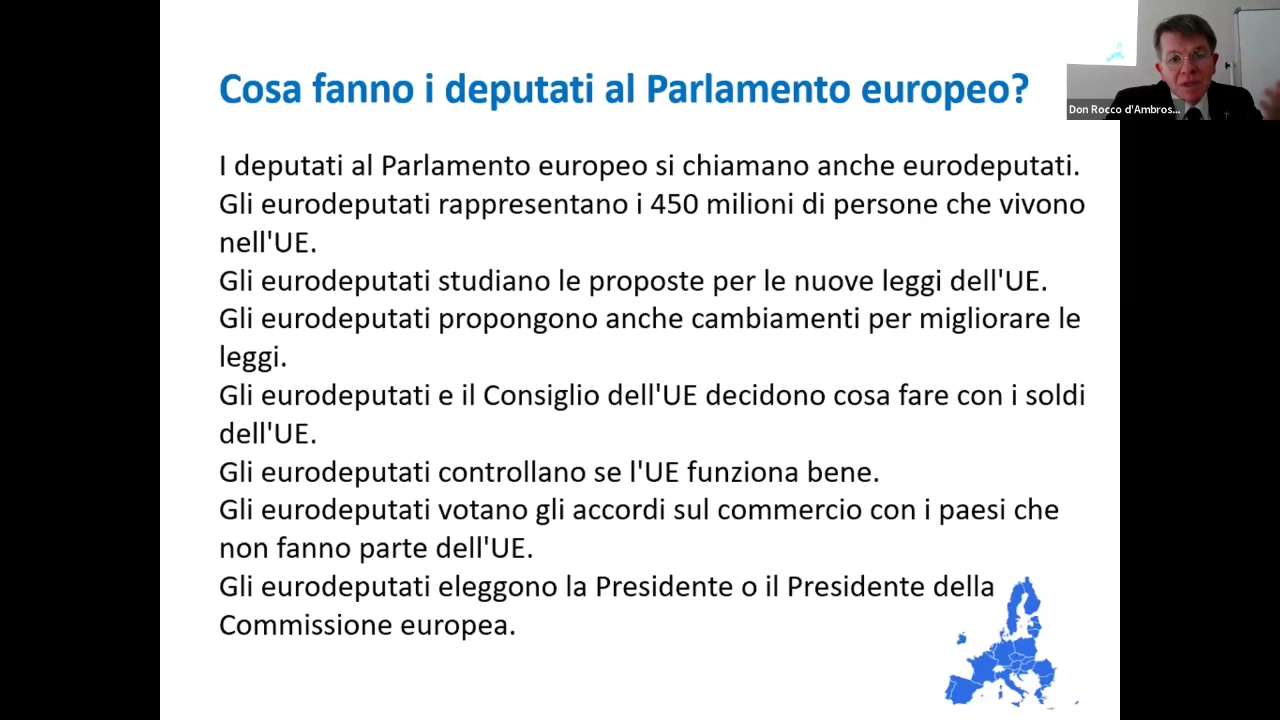 Cosa fanno i deputati al Parlamento europeo?
Don Rocco d'Ambros...
I deputati al Parlamento europeo si chiamano anche eurodeputati.
Gli eurodeputati rappresentano i 450 milioni di persone che vivono
nell'UE.
Gli eurodeputati studiano le proposte per le nuove leggi dell'UE.
Gli eurodeputati propongono anche cambiamenti per migliorare le
leggi.
Gli eurodeputati e il Consiglio dell'UE decidono cosa fare con i soldi
dell'UE.
Gli eurodeputati controllano se l'UE funziona bene.
Gli eurodeputati votano gli accordi sul commercio con i paesi che
non fanno parte dell'UE.
Gli eurodeputati eleggono la Presidente o il Presidente della
Commissione europea.